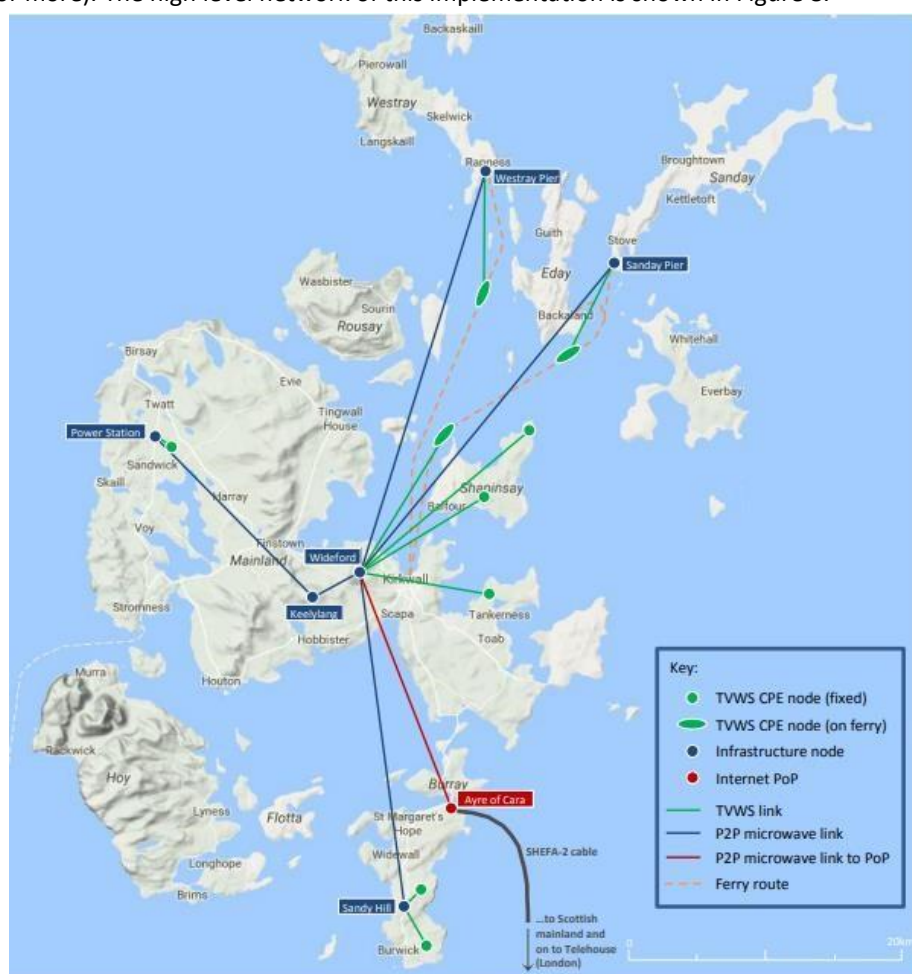 or more). The high level network of this implementation is shown in Figure 3.
Backaskaill
Pierowall
Westray
Skelwick
Langskaill
Rapness
Westray Pier
Broughtown
Sanday
Kettletoft
Guith
Stove
Eday
Sanday Pier
Wasbister
Sourin
Rousay
Backaland
Whitehall
Birsay
Evie
Everbay
Twatt
Tingwall
House
Power Station
Sandwick
Skaill
Harray
Shapinsay
Balfour
Voy
Finstown
Wideford
Mainland
Kirkwall
Keelylang
Stromness
Scapa
Tankerness
Hobbister
Toab
Houton
Murra
Rackwick
Hoy
Lyness
Flotta
Longhope
Brims
Burray
Ayre of Cara
St Margaret's
Hope
Widewall
SHEFA-2 cable
Sandy Hill
Burwick
...to Scottish
mainland and
on to Telehouse
(London)
Key:
TVWS CPE node (fixed)
TVWS CPE node (on ferry)
Infrastructure node
Internet PoP
TVWS link
P2P microwave link
P2P microwave link to PoP
Ferry route
0
20km